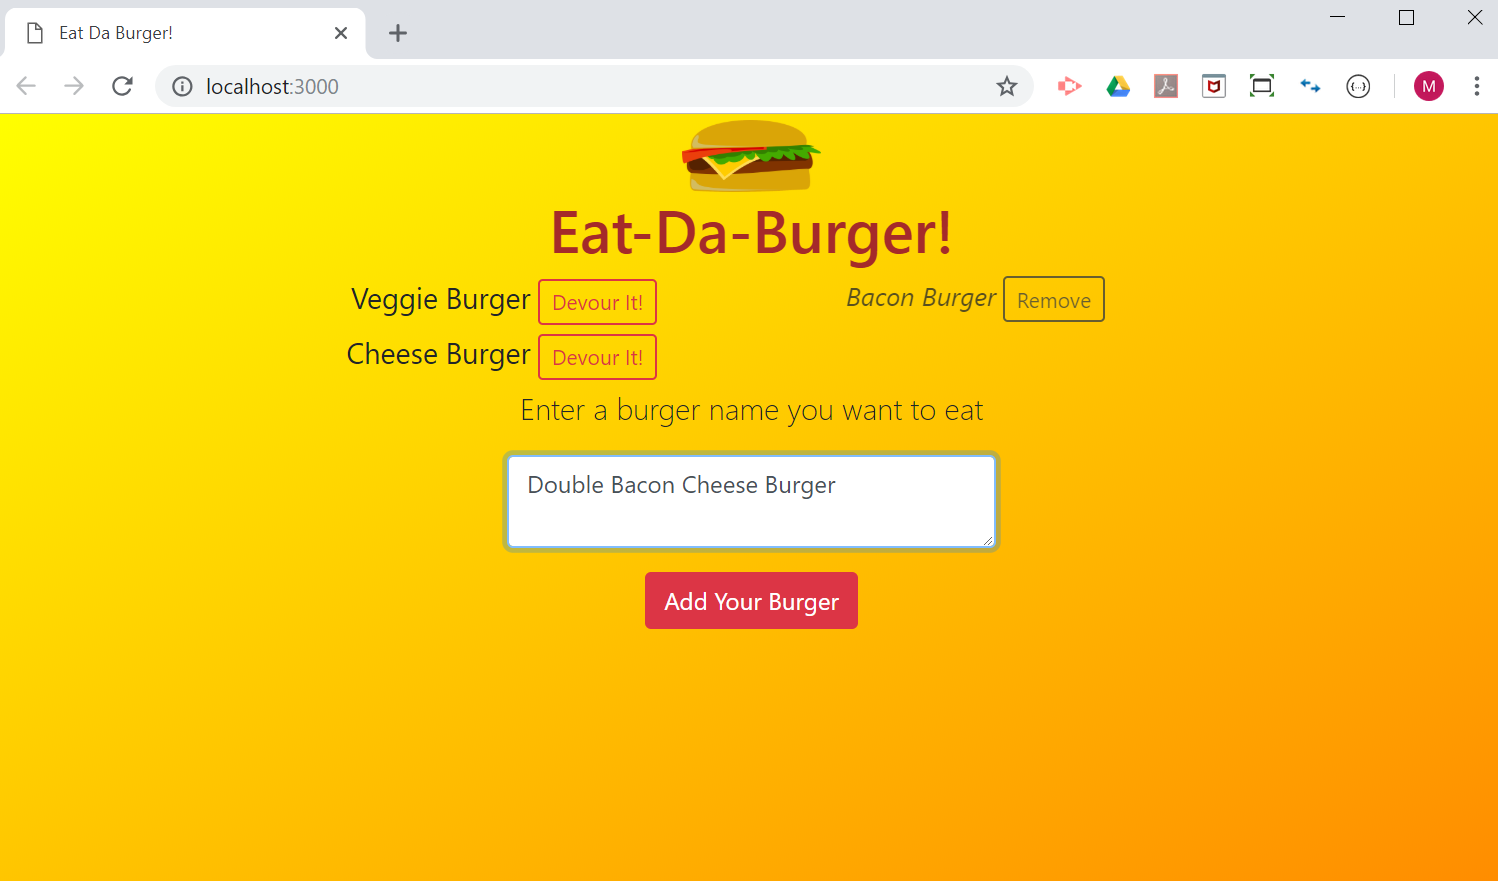 Eat Da Burger!
localhost:3000
M
Eat-Da-Burger!
Veggie Burger Devour It!
Bacon Burger Remove
Cheese Burger Devour It!
Enter a burger name you want to eat
Double Bacon Cheese Burger
Add Your Burger